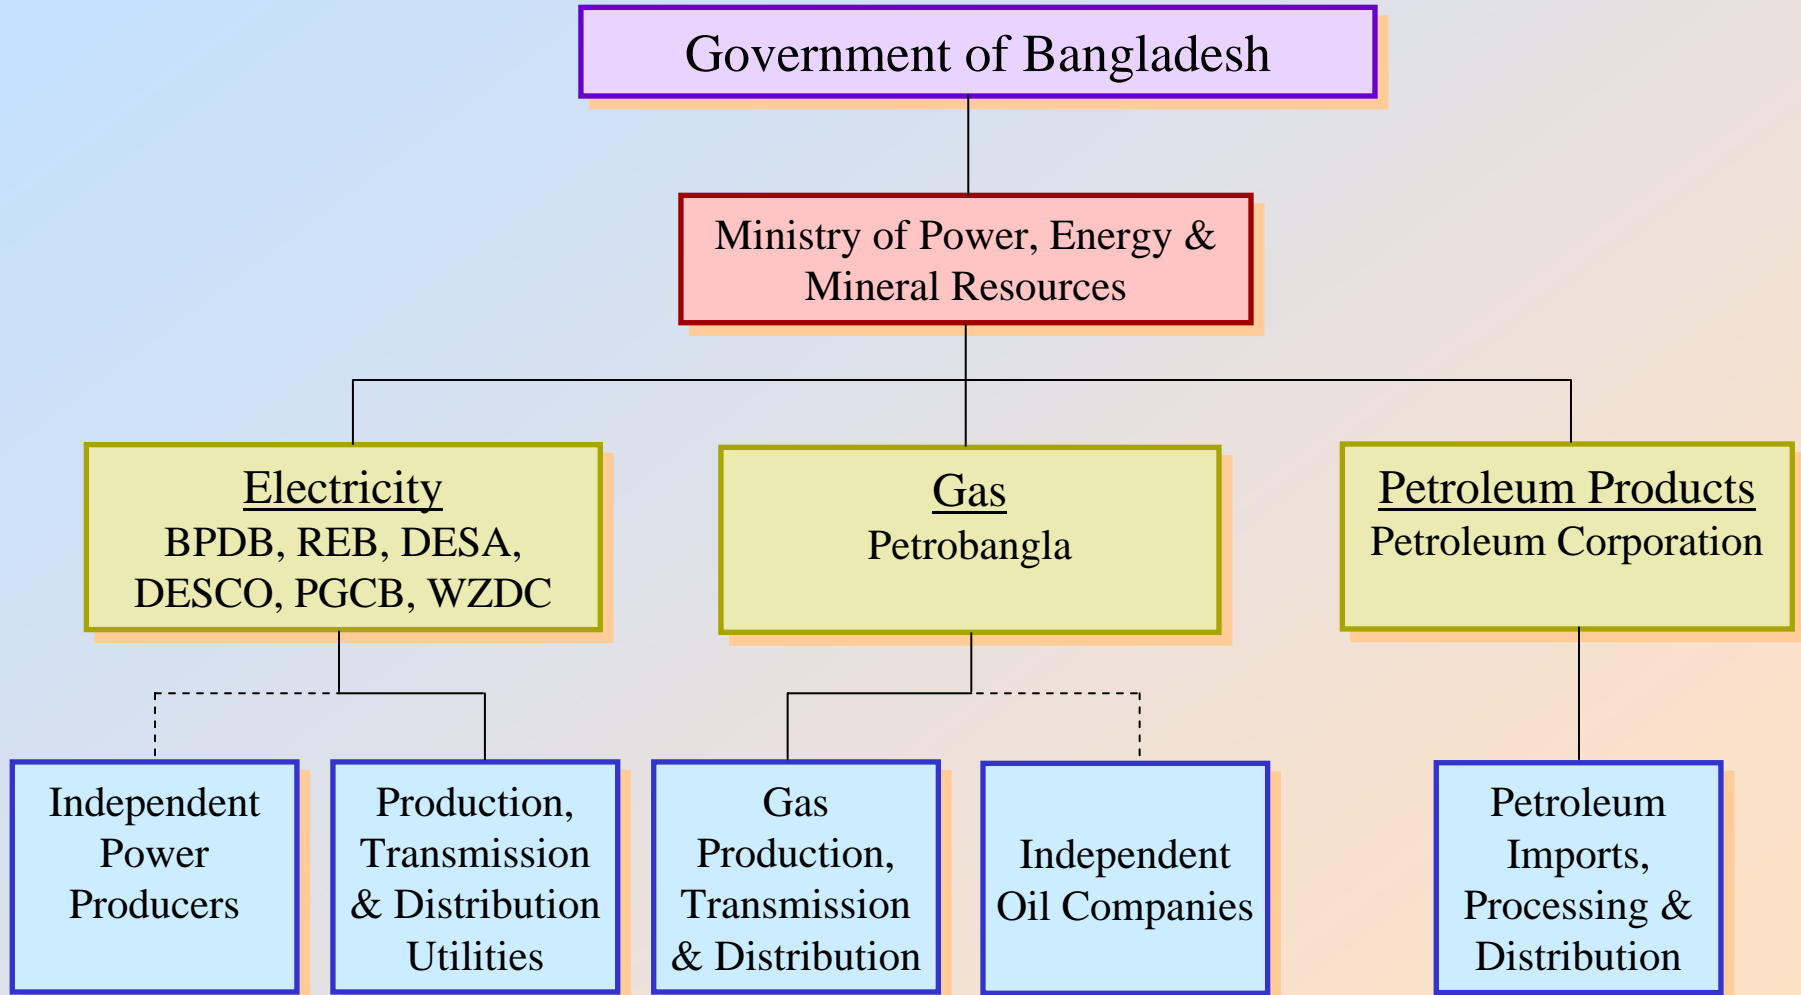 Government of Bangladesh
Ministry of Power, Energy &
Mineral Resources
Electricity
BPDB, REB, DESA,
DESCO, PGCB, WZDC
Gas
Petrobangla
Petroleum Products
Petroleum Corporation
Independent
Power
Producers
Production,
Transmission
& Distribution
Utilities
Gas
Production,
Transmission
& Distribution
Independent
Oil Companies
Petroleum
Imports,
Processing &
Distribution